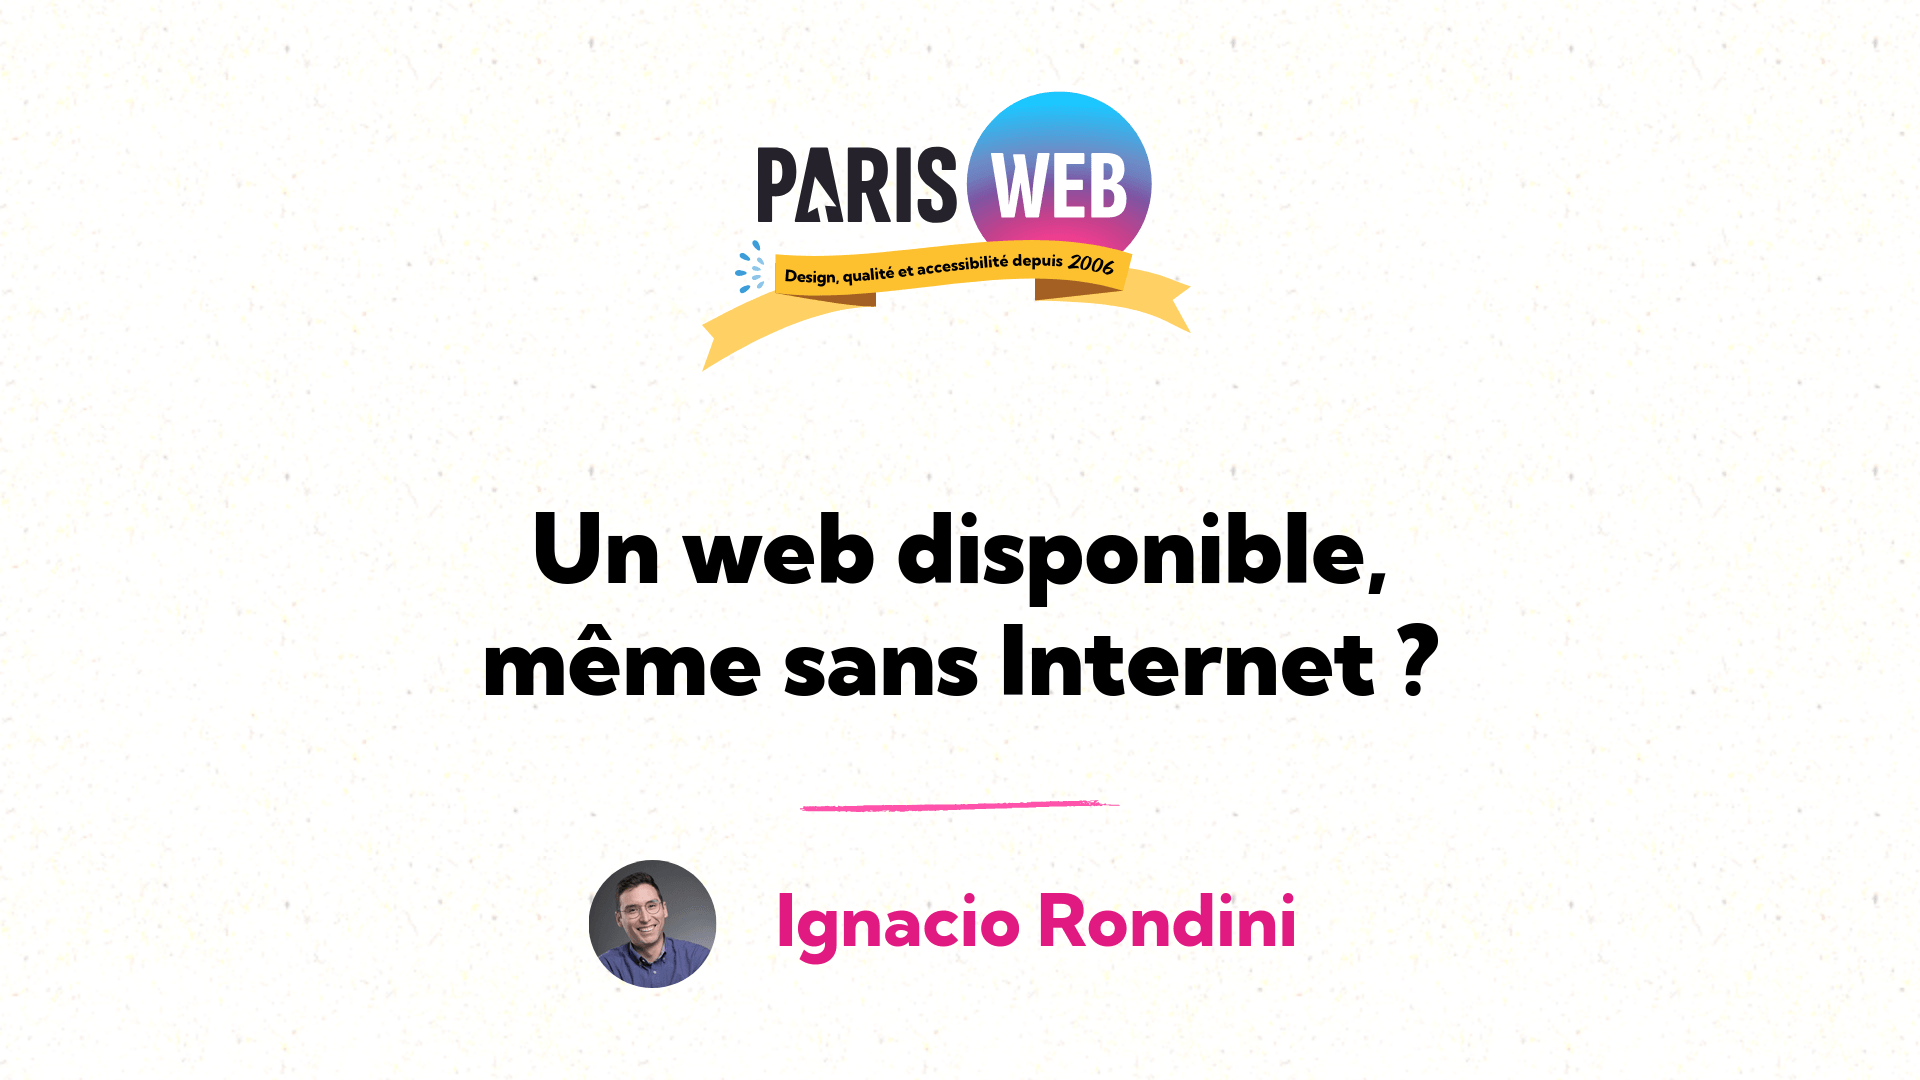 PARIS WEB
Design, qualité et accessibilité depuis 2006
Un web disponible,
même sans Internet ?
Ignacio Rondini